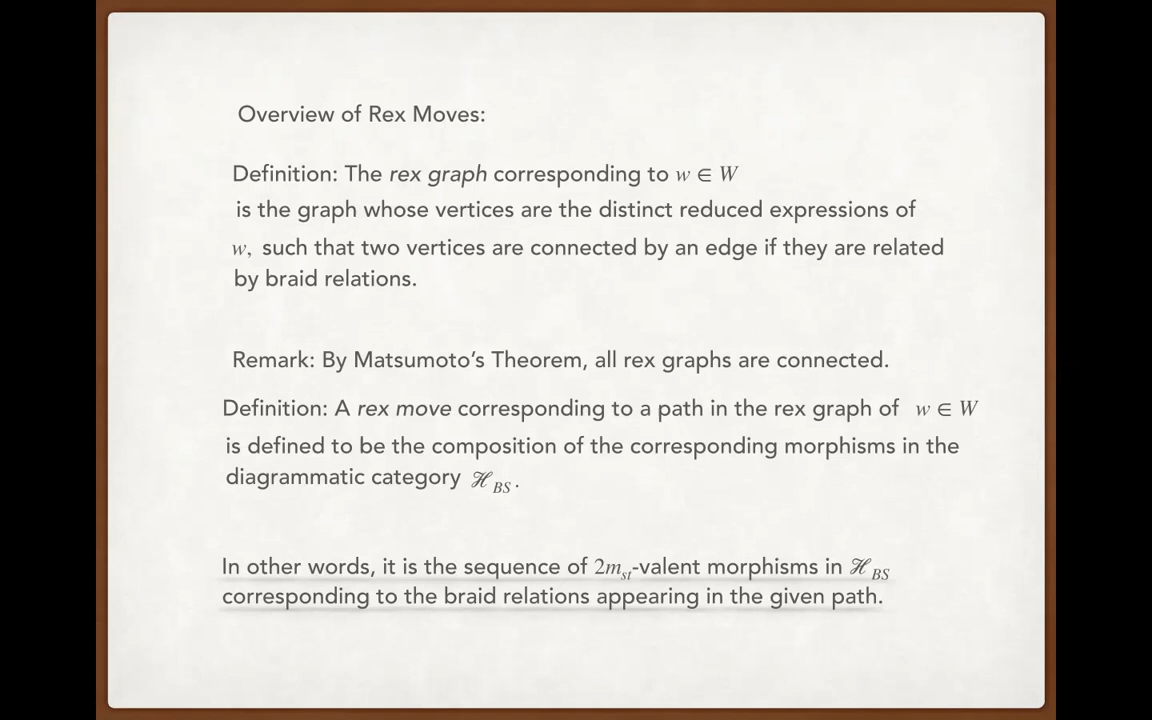 Overview of Rex Moves:
Definition: The rex graph corresponding to w ∈ W
is the graph whose vertices are the distinct reduced expressions of
w, such that two vertices are connected by an edge if they are related
by braid relations.
Remark: By Matsumoto’s Theorem, all rex graphs are connected.
Definition: A rex move corresponding to a path in the rex graph of w ∈ W
is defined to be the composition of the corresponding morphisms in the
diagrammatic category ℋ_BS.
In other words, it is the sequence of 2m_st-valent morphisms in ℋ_BS
corresponding to the braid relations appearing in the given path.